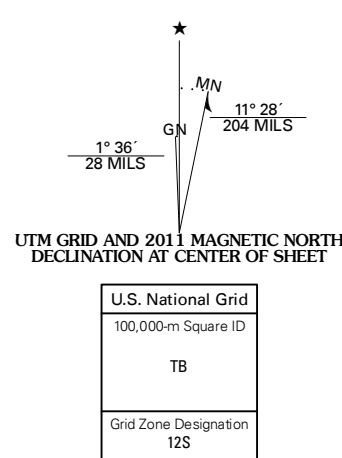 MN
11° 28´
204 MILS
GN
1° 36´
28 MILS
UTM GRID AND 2011 MAGNETIC NORTH
DECLINATION AT CENTER OF SHEET
U.S. National Grid
100,000-m Square ID
TB
Grid Zone Designation
12S